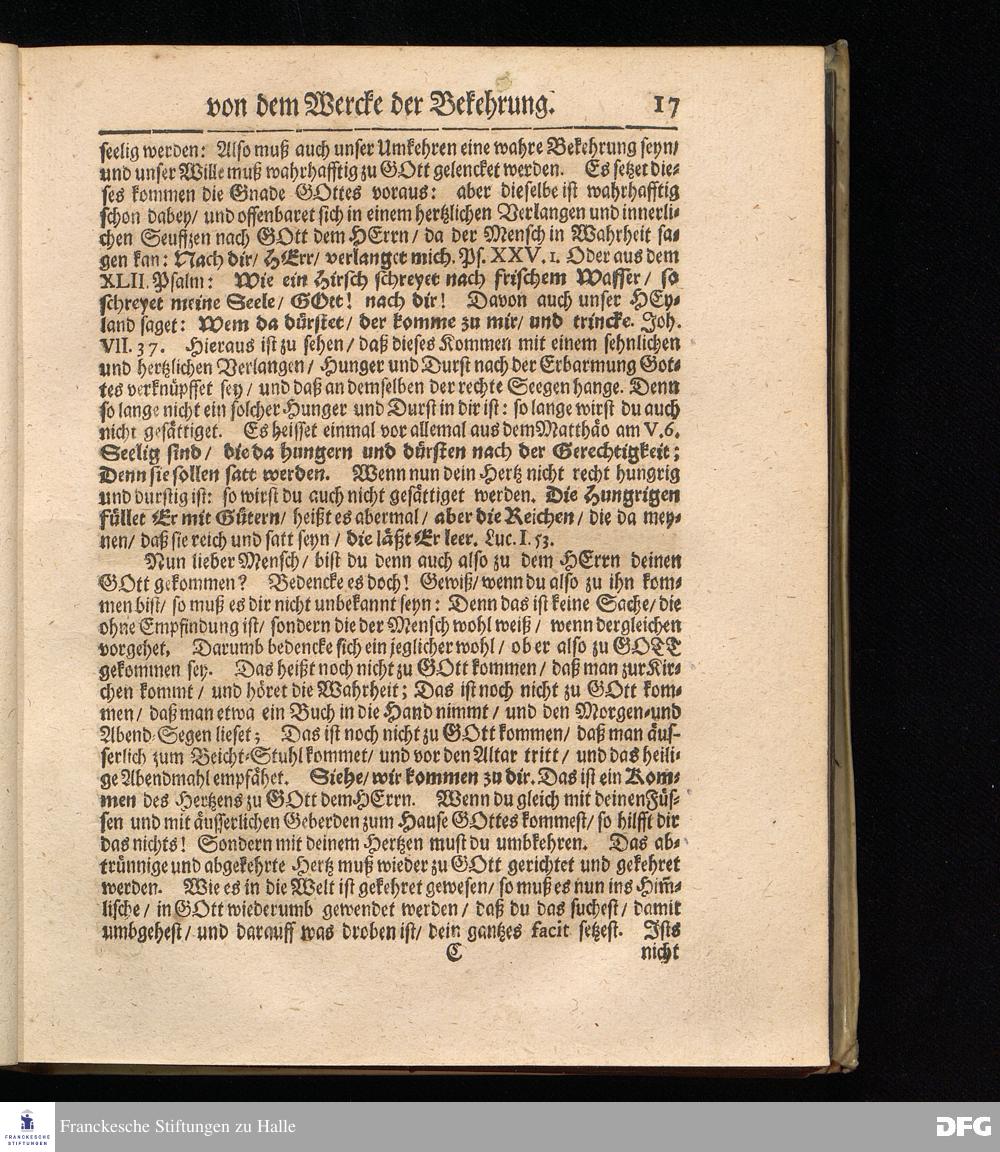 von dem Wercke der Bekehrung. 17
seelig werden: Also muß auch unser Umkehren eine wahre Bekehrung seyn/
und unser Wille muß wahrhafftig zu GOtt gelencket werden. Es setzet die-
ses kommen die Gnade GOttes voraus: aber dieselbe ist wahrhafftig
schon dabey/ und offenbaret sich in einem hertzlichen Verlangen und innerli-
chen Seufftzen nach GOtt dem HErrn/ da der Mensch in Wahrheit sa-
gen kan: Nach dir/ HErr/ verlanget mich. Ps. XXV. 1. Oder aus dem
XLII. Psalm: Wie ein Hirsch schreyet nach frischem Wasser/ so
schreyet meine Seele/ GOtt! nach dir! Davon auch unser HEy-
land saget: Wem da dürstet/ der komme zu mir/ und trincke. Joh.
VII. 37. Hieraus ist zu sehen/ daß dieses Kommen mit einem sehnlichen
und hertzlichen Verlangen/ Hunger und Durst nach der Erbarmung Got-
tes verknüpffet sey/ und daß an demselben der rechte Seegen hange. Denn
so lange nicht ein solcher Hunger und Durst in dir ist: so lange wirst du auch
nicht gesättiget. Es heisset einmal vor allemal aus dem Matthäo am V. 6.
Seelig sind/ die da hungern und dürsten nach der Gerechtigkeit;
Denn sie sollen satt werden. Wenn nun dein Hertz nicht recht hungrig
und durstig ist: so wirst du auch nicht gesättiget werden. Die Hungrigen
füllet Er mit Gütern/ heißt es abermal/ aber die Reichen/ die da mey-
nen/ daß sie reich und satt seyn/ die läßt Er leer. Luc. I. 53.
Nun lieber Mensch/ bist du denn auch also zu dem HErrn deinen
GOtt gekommen? Bedencke es doch! Gewiß/ wenn du also zu ihn kom-
men bist/ so muß es dir nicht unbekannt seyn: Denn das ist keine Sache/ die
ohne Empfindung ist/ sondern die der Mensch wohl weiß/ wenn dergleichen
vorgehet. Darumb bedencke sich ein jeglicher wohl/ ob er also zu GOTT
gekommen sey. Das heißt noch nicht zu GOtt kommen/ daß man zur Kir-
chen kommt/ und höret die Wahrheit; Das ist noch nicht zu GOtt kom-
men/ daß man etwa ein Buch in die Hand nimmt/ und den Morgen-und
Abend-Segen lieset; Das ist noch nicht zu GOtt kommen/ daß man äus-
serlich zum Beicht-Stuhl kommet/ und vor den Altar tritt/ und das heili-
ge Abendmahl empfähet. Siehe/ wir kommen zu dir. Das ist ein Kom-
men des Hertzens zu GOtt dem HErrn. Wenn du gleich mit deinen Füs-
sen und mit äusserlichen Geberden zum Hause GOttes kommest/ so hilfft dir
das nichts! Sondern mit deinem Hertzen must du umbkehren. Das ab-
trünnige und abgekehrte Hertz muß wieder zu GOtt gerichtet und gekehret
werden. Wie es in die Welt ist gekehret gewesen/ so muß es nun ins Him̃-
lische/ in GOtt wiederumb gewendet werden/ daß du das suchest/ damit
umbgehest/ und darauff was droben ist/ dein gantzes facit setzest. Ists
C nicht
FRANCKESCHE
STIFTUNGEN
Franckesche Stiftungen zu Halle
DFG